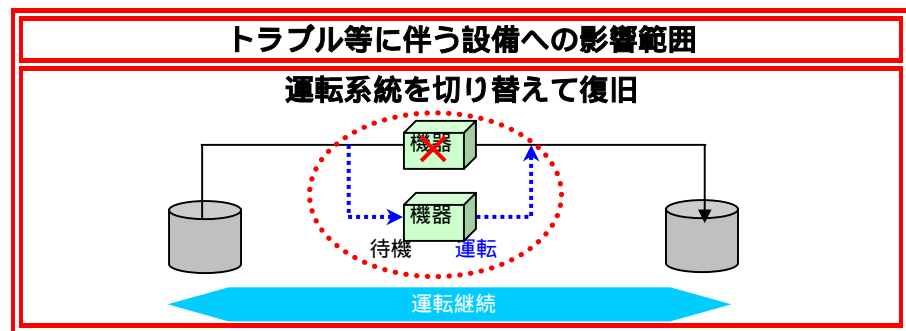 トラブル等に伴う設備への影響範囲
運転系統を切り替えて復旧
機器
機器
待機 運転
運転継続